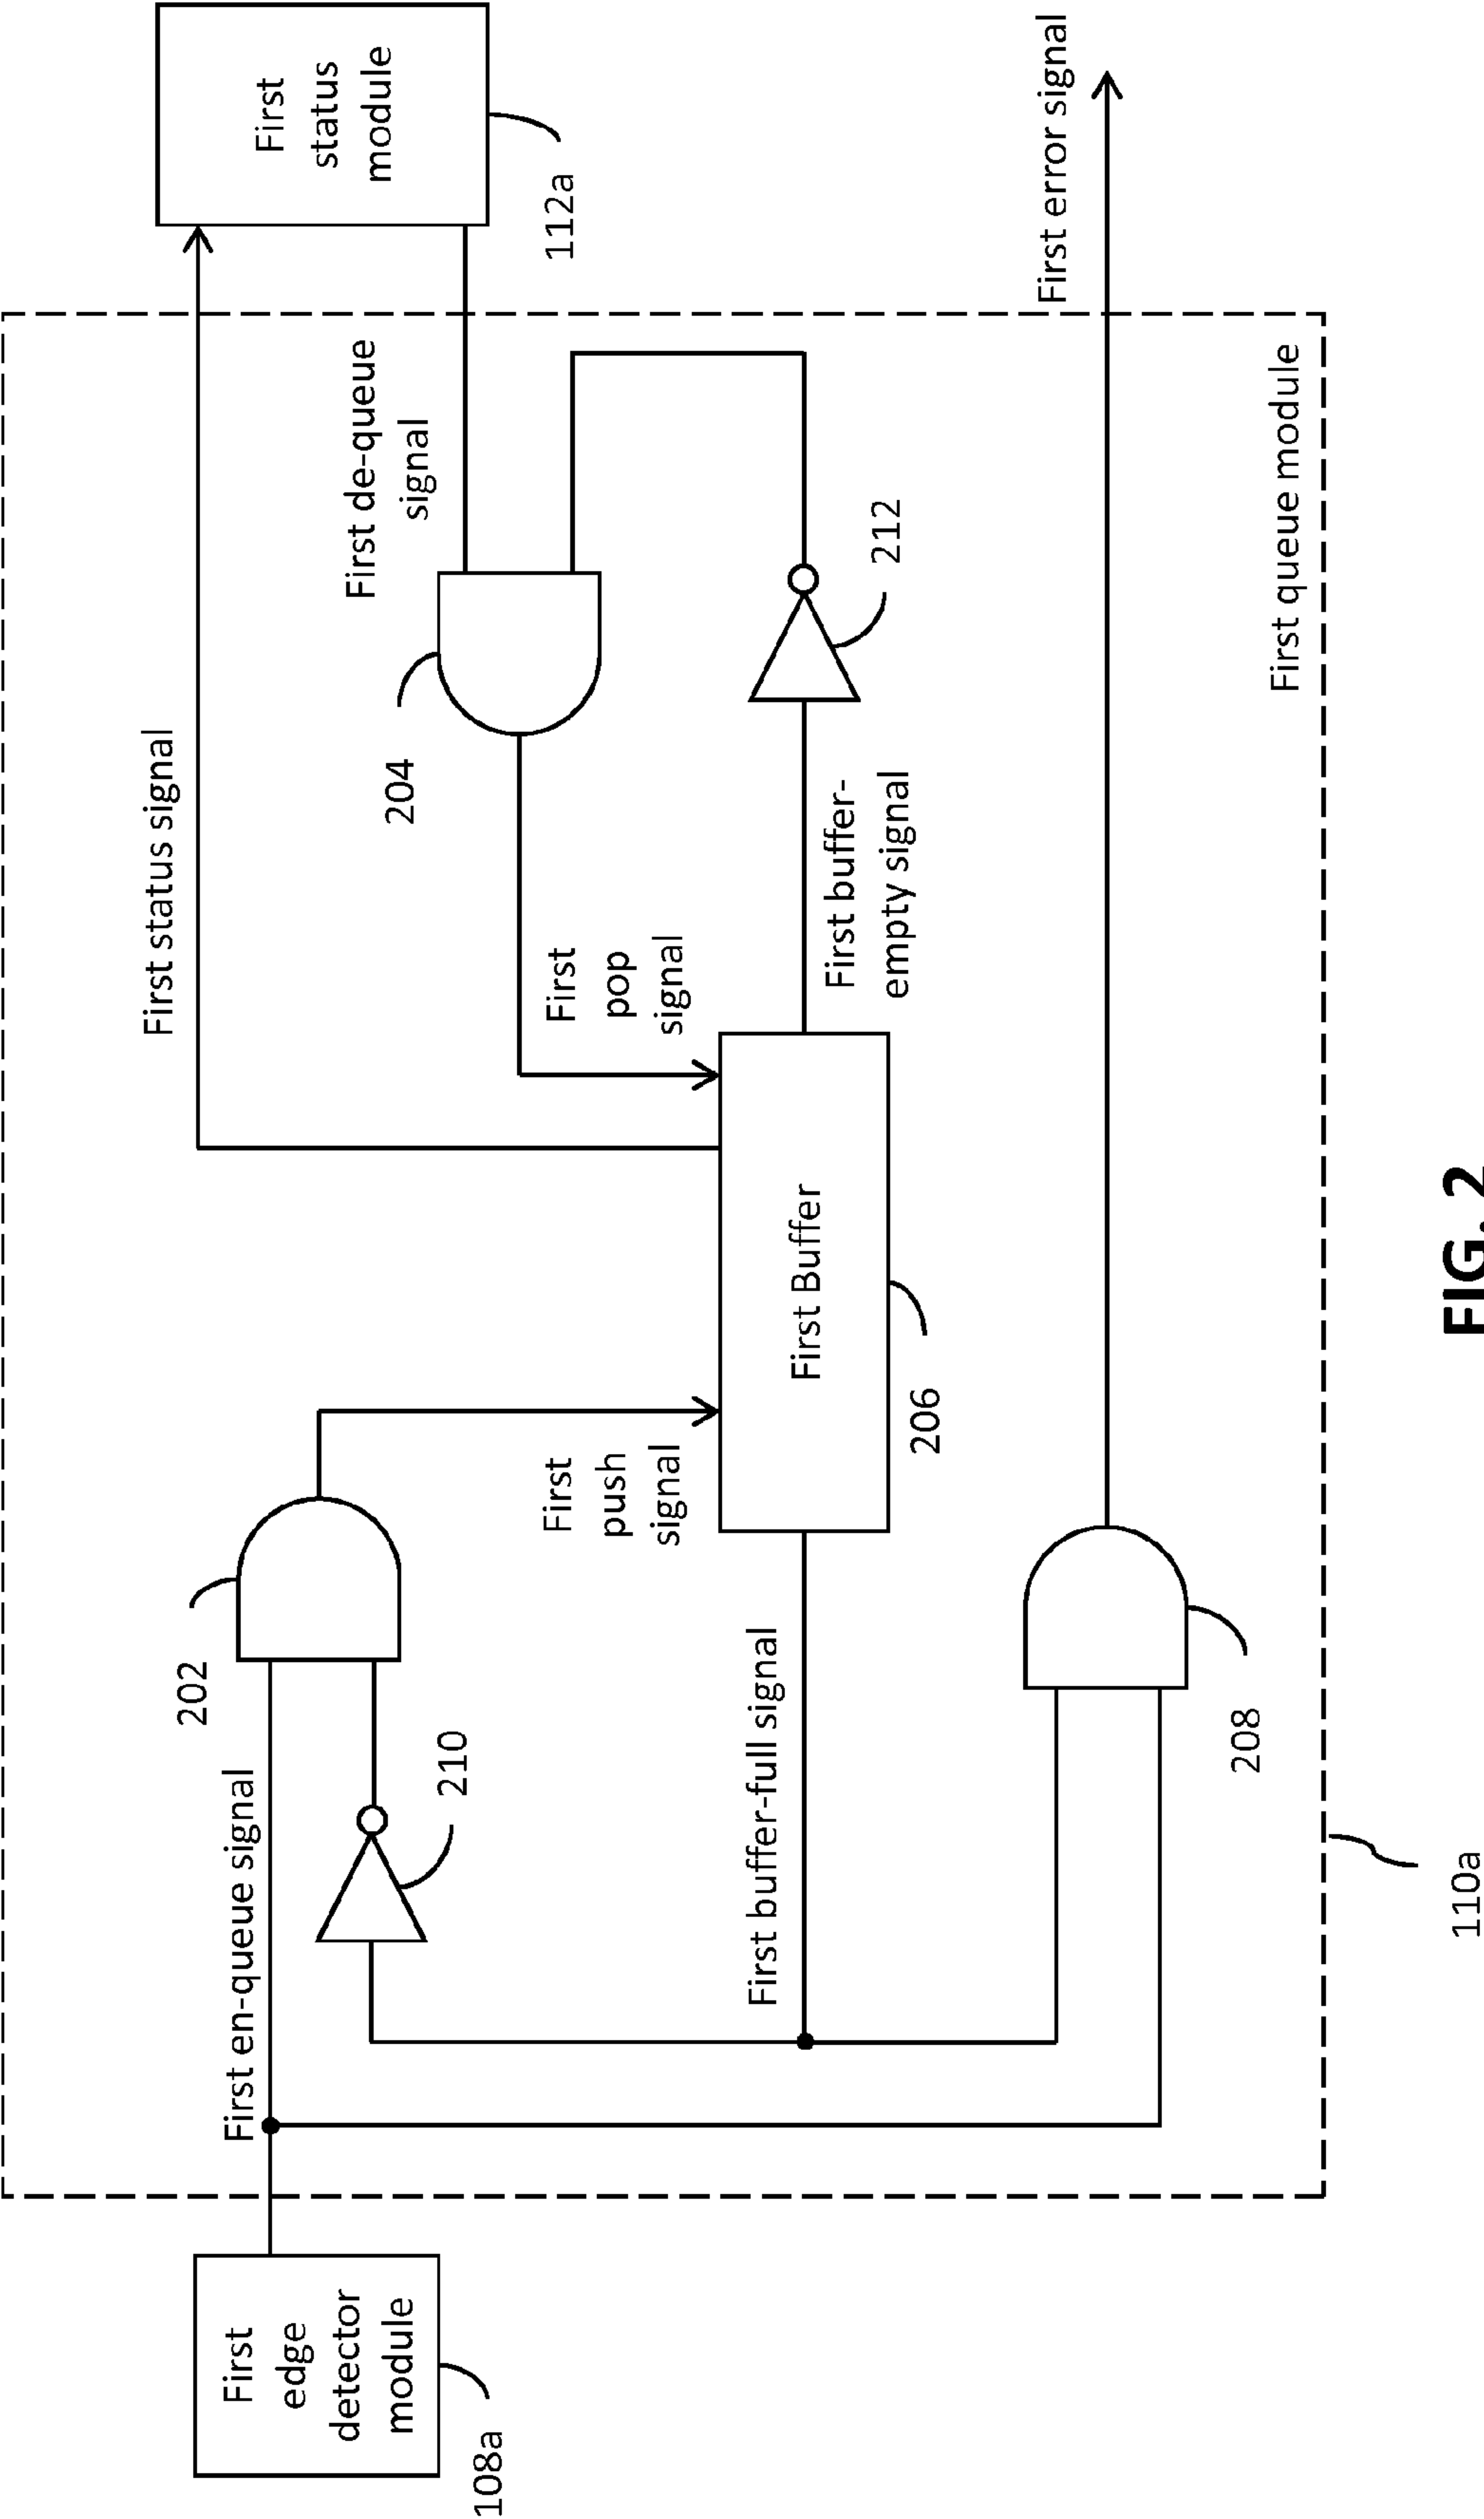 First status signal
First
status
module
112a
First de-queue
signal
204
First
pop
signal
First en-queue signal
202
210
First
push
signal
First
edge
detector
module
108a
First buffer-full signal
First Buffer
206
First buffer-
empty signal
212
First error signal
208
First queue module
110a
FIG. 2